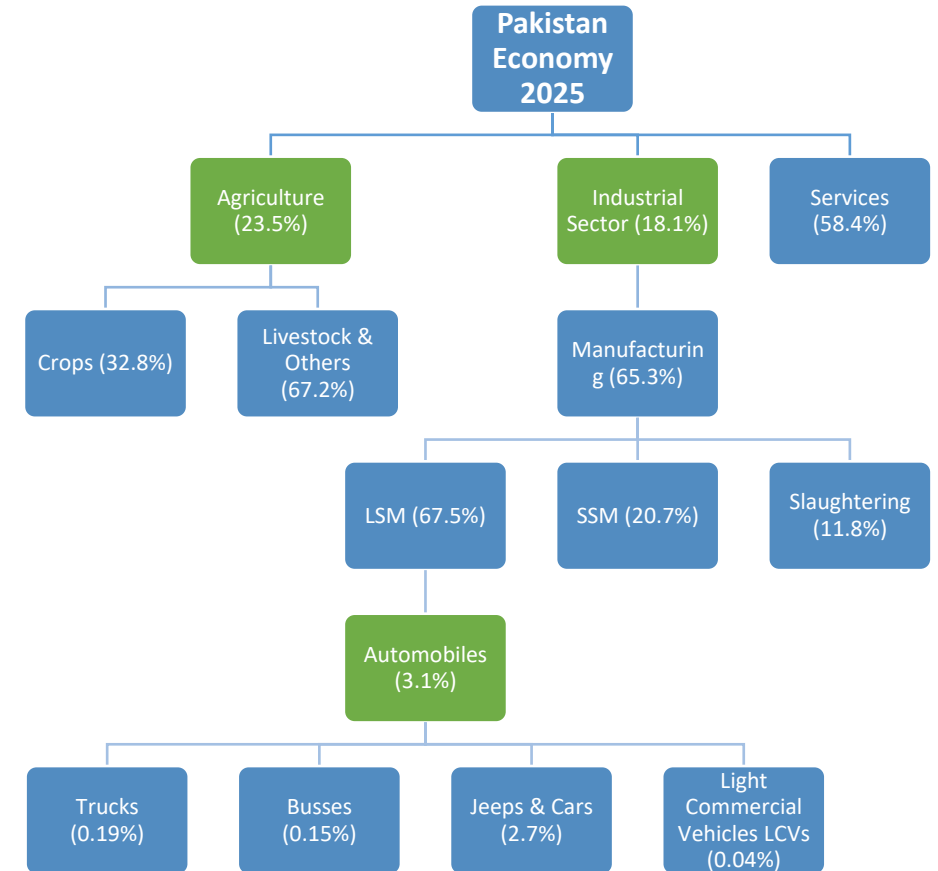 Pakistan
Economy
2025
Agriculture
(23.5%)
Industrial
Sector (18.1%)
Services
(58.4%)
Crops (32.8%)
Livestock &
Others
(67.2%)
Manufacturin
g (65.3%)
LSM (67.5%)
SSM (20.7%)
Slaughtering
(11.8%)
Automobiles
(3.1%)
Trucks
(0.19%)
Busses
(0.15%)
Jeeps & Cars
(2.7%)
Light
Commercial
Vehicles LCVs
(0.04%)